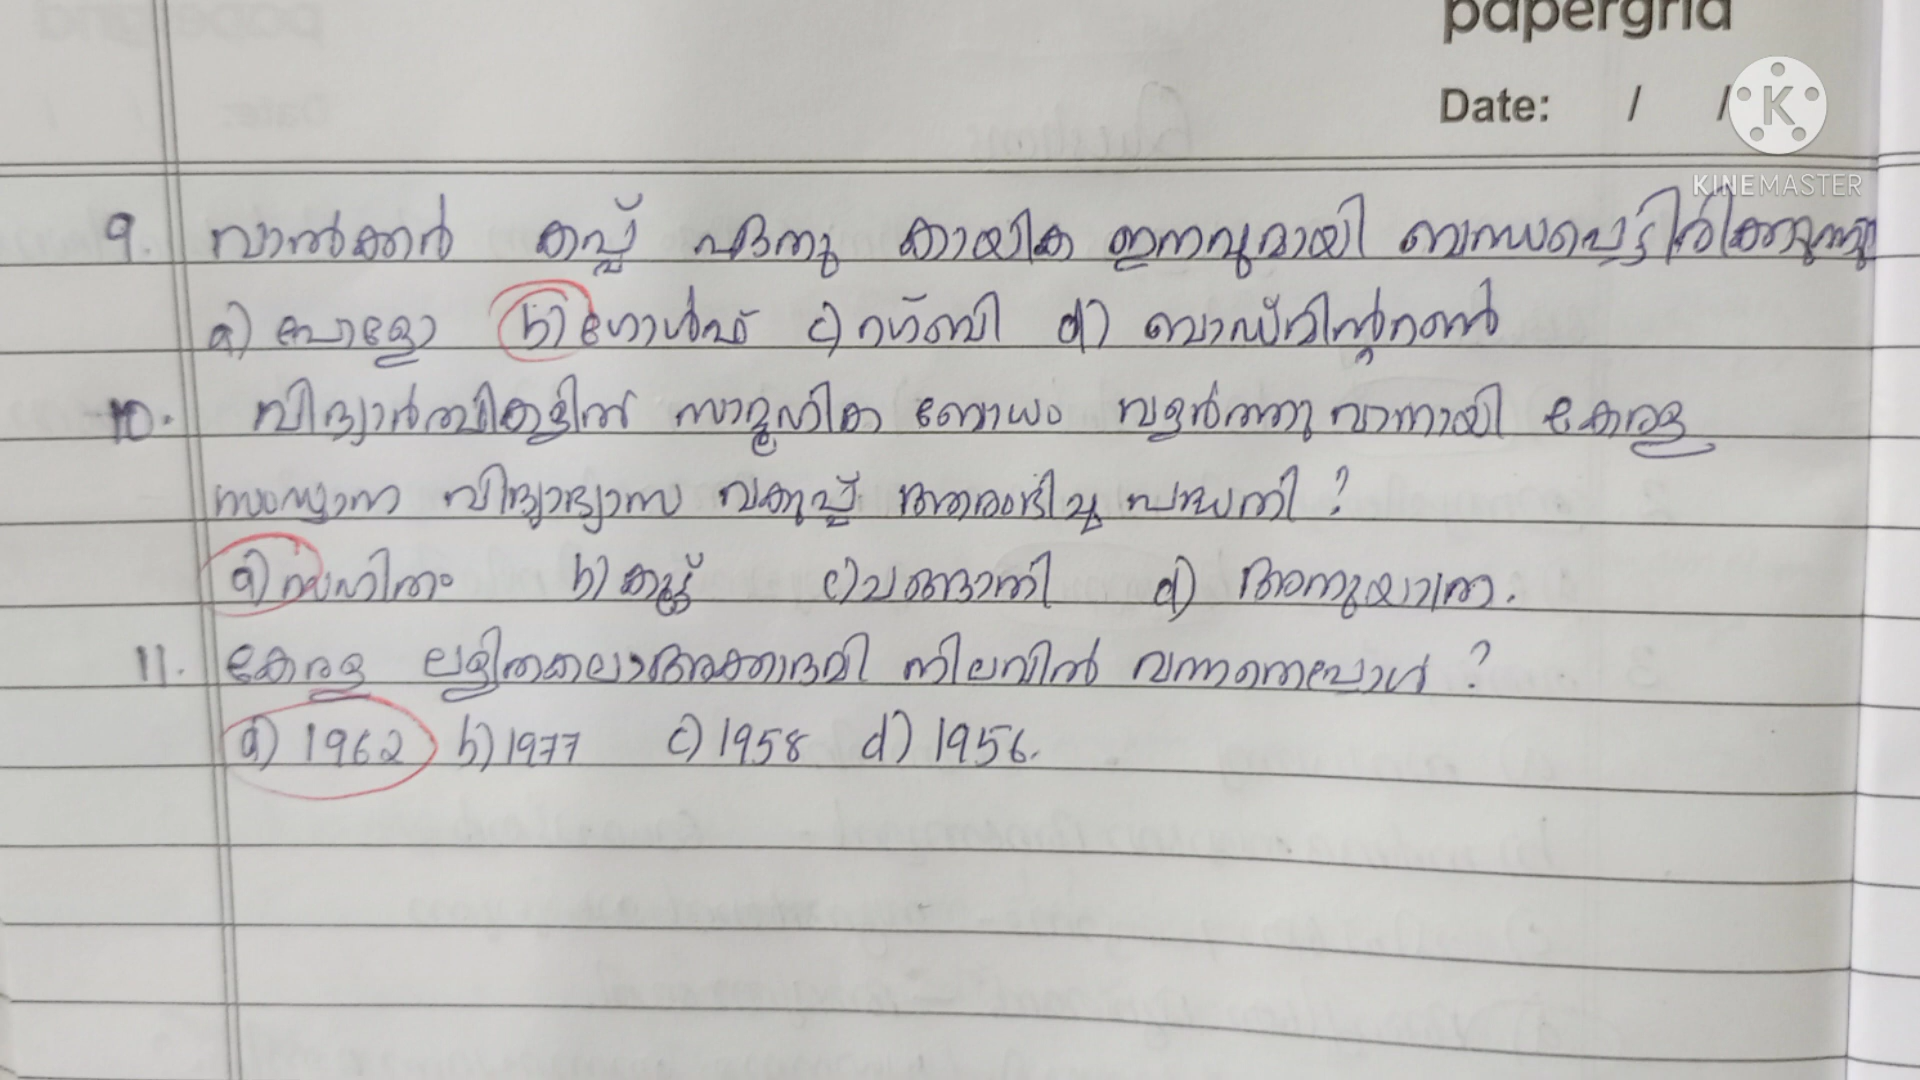 papergrid
Date: / /
KINEMASTER
9. വാൽക്കർ കപ്പ് ഏതു കായിക ഇനവുമായി ബന്ധപ്പെട്ടിരിക്കുന്നു
a) പോളോ b) ഗോൾഫ് c) റഗ്ബി d) ബാഡ്മിന്റൺ
10. വിദ്യാർത്ഥികളിൽ സാമൂഹിക ബോധം വളർത്തുവാനായി കേരള
സംസ്ഥാന വിദ്യാഭ്യാസ വകുപ്പ് ആരംഭിച്ച പദ്ധതി ?
a) സഹിതം b) കൂട്ട് c) ചങ്ങാതി d) അനുയാത്ര.
11. കേരള ലളിതകലാഅക്കാദമി നിലവിൽ വന്നതെപ്പോൾ ?
a) 1962 b) 1977 c) 1958 d) 1956.